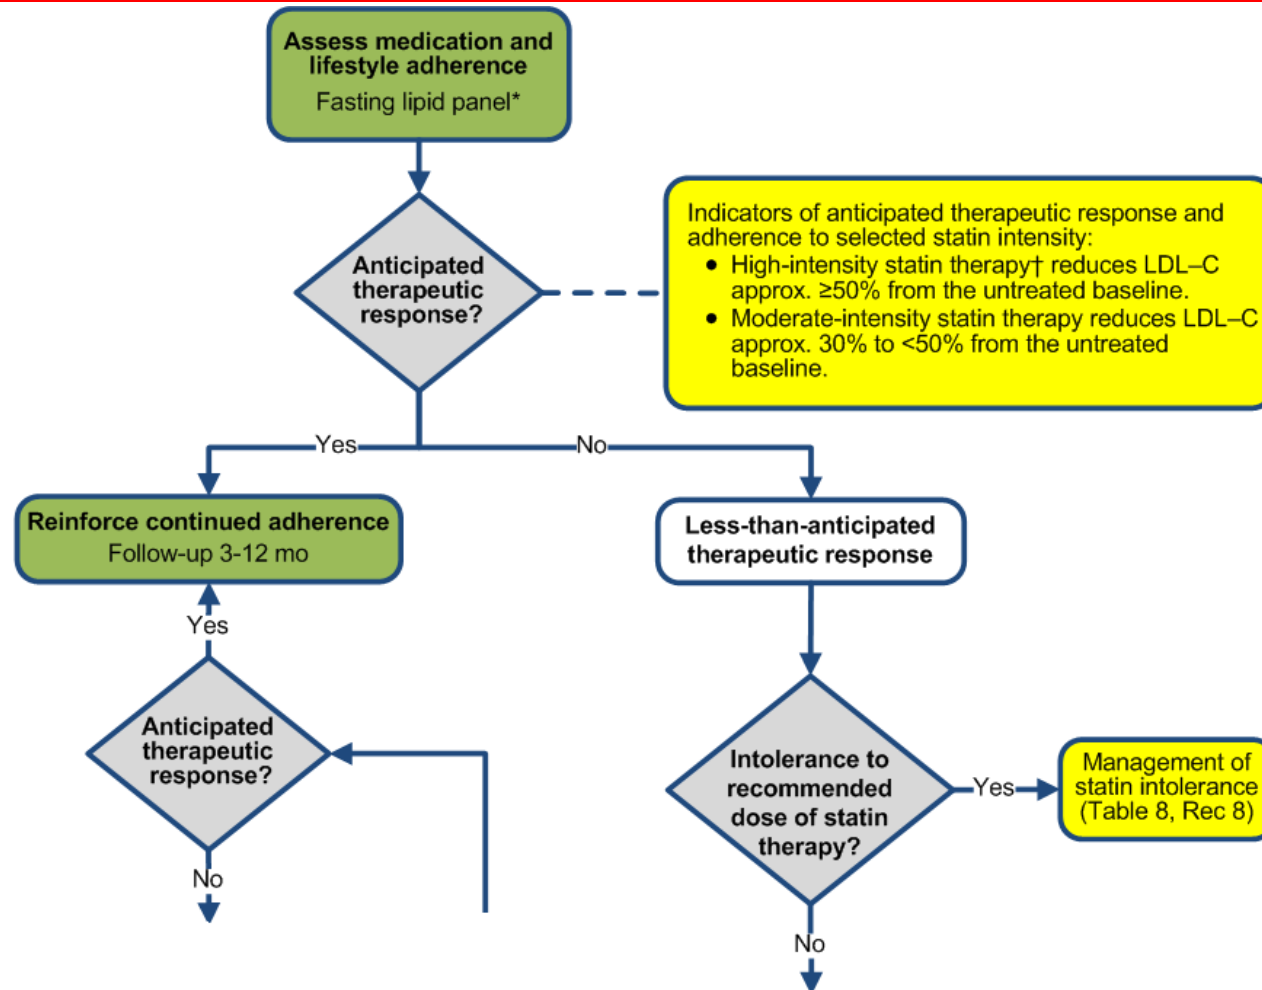 Assess medication and
lifestyle adherence
Fasting lipid panel*
Anticipated
therapeutic
response?
Indicators of anticipated therapeutic response and
adherence to selected statin intensity:
• High-intensity statin therapy† reduces LDL–C
approx. ≥50% from the untreated baseline.
• Moderate-intensity statin therapy reduces LDL–C
approx. 30% to <50% from the untreated
baseline.
Yes
No
Reinforce continued adherence
Follow-up 3-12 mo
Less-than-anticipated
therapeutic response
Yes
Anticipated
therapeutic
response?
No
Intolerance to
recommended
dose of statin
therapy?
Yes
Management of
statin intolerance
(Table 8, Rec 8)
No